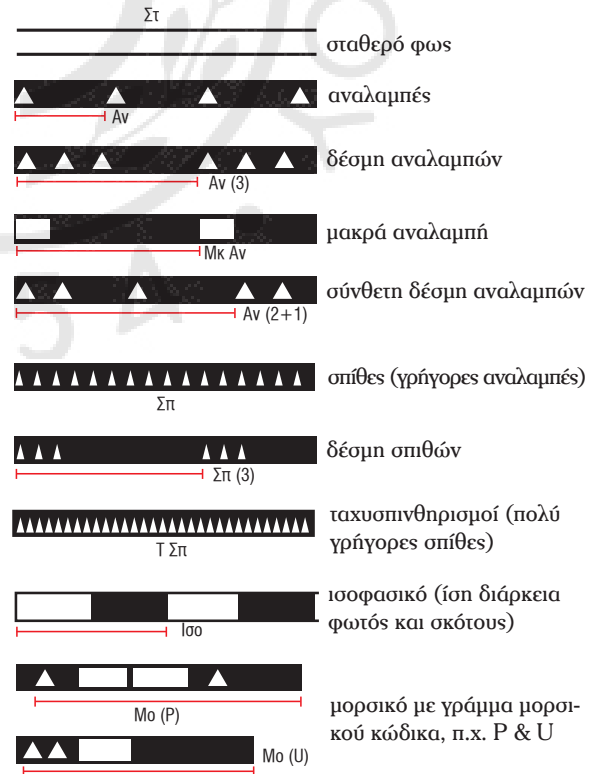 Στ
σταθερό φως
αναλαμπές
Αν
δέσμη αναλαμπών
Αν (3)
μακρά αναλαμπή
Μκ Αν
σύνθετη δέσμη αναλαμπών
Αν (2+1)
σπίθες (γρήγορες αναλαμπές)
Σπ
δέσμη σπιθών
Σπ (3)
ταχυσπινθηρισμοί (πολύ
γρήγορες σπίθες)
Τ Σπ
ισοφασικό (ίση διάρκεια
φωτός και σκότους)
Ισο
μορσικό με γράμμα μορσι-
κού κώδικα, π.χ. P & U
Μο (P)
Μο (U)